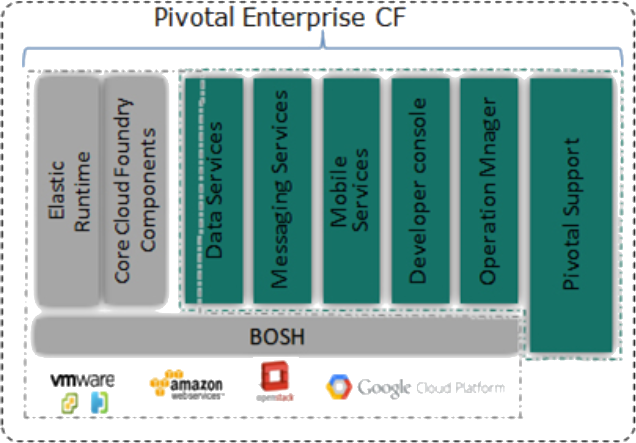 Pivotal Enterprise CF
Elastic
Runtime
Core Cloud Foundry
Components
Data Services
Messaging Services
Mobile
Services
Developer console
Operation Mnager
Pivotal Support
BOSH
vmware
amazon
webservices™
openstack
Google Cloud Platform